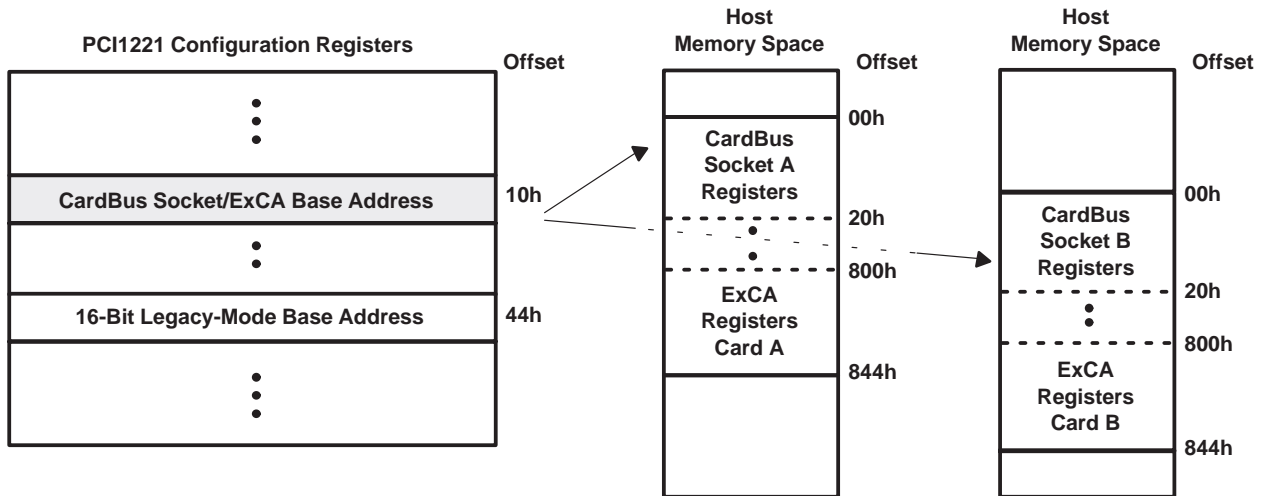 PCI1221 Configuration Registers
Offset
CardBus Socket/ExCA Base Address
10h
16-Bit Legacy-Mode Base Address
44h
Host
Memory Space
Offset
00h
CardBus
Socket A
Registers
20h
800h
ExCA
Registers
Card A
844h
Host
Memory Space
Offset
00h
CardBus
Socket B
Registers
20h
800h
ExCA
Registers
Card B
844h